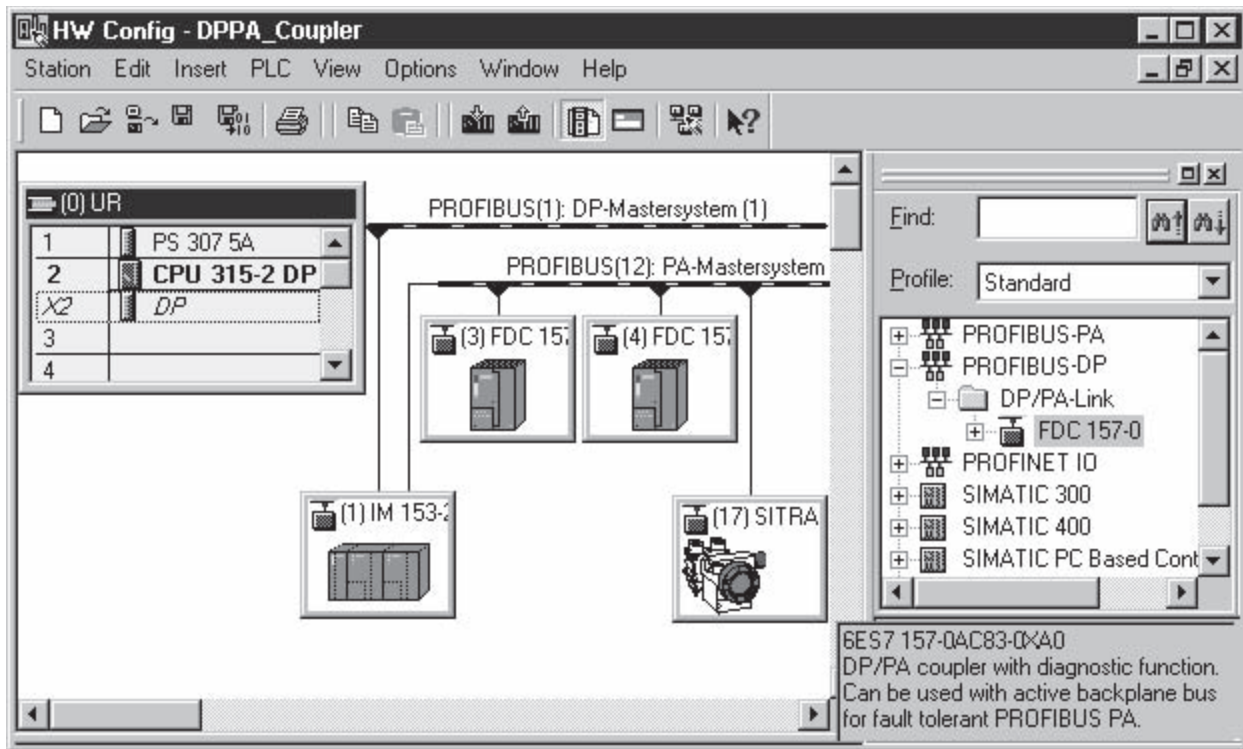 HW Config - DPPA_Coupler
Station Edit Insert PLC View Options Window Help
(0) UR
1 PS 307 5A
2 CPU 315-2 DP
X2 DP
3
4
PROFIBUS(1): DP-Mastersystem (1)
PROFIBUS(12): PA-Mastersystem
(3) FDC 157
(4) FDC 157
(1) IM 153-2
(17) SITRA
Find:
Profile: Standard
PROFIBUS-PA
PROFIBUS-DP
DP/PA-Link
FDC 157-0
PROFINET IO
SIMATIC 300
SIMATIC 400
SIMATIC PC Based Cont
6ES7 157-0AC83-0XA0
DP/PA coupler with diagnostic function.
Can be used with active backplane bus
for fault tolerant PROFIBUS PA.